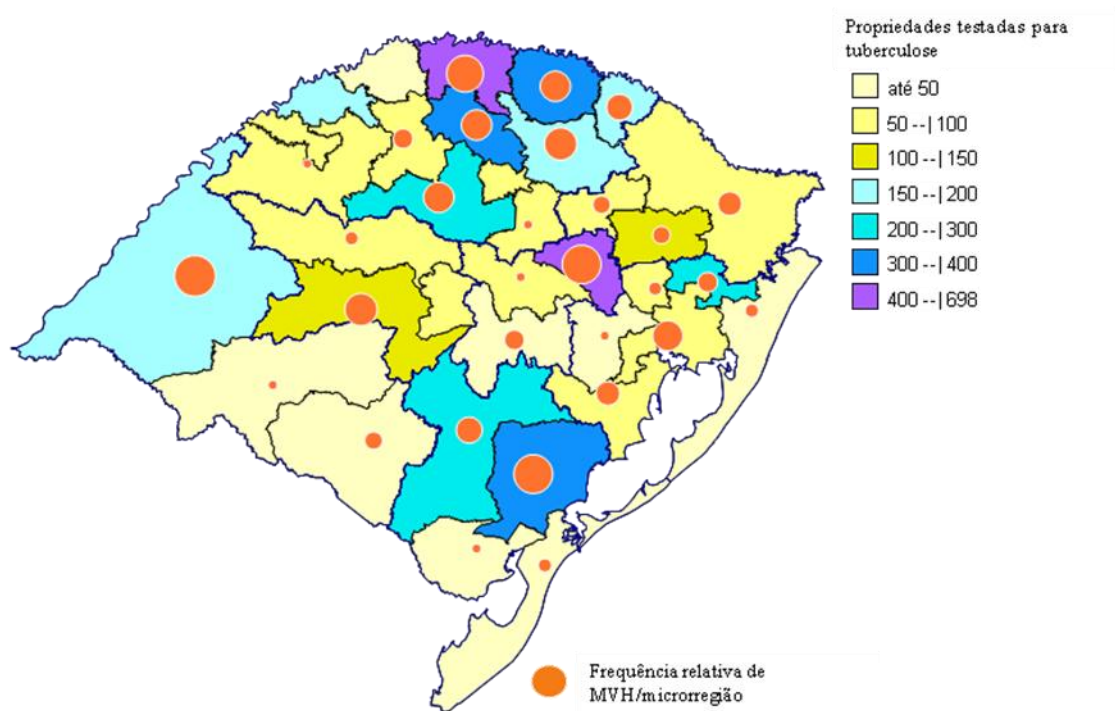 Propriedades testadas para
tuberculose
até 50
50 --| 100
100 --| 150
150 --| 200
200 --| 300
300 --| 400
400 --| 698
Frequência relativa de
MVH/microrregião